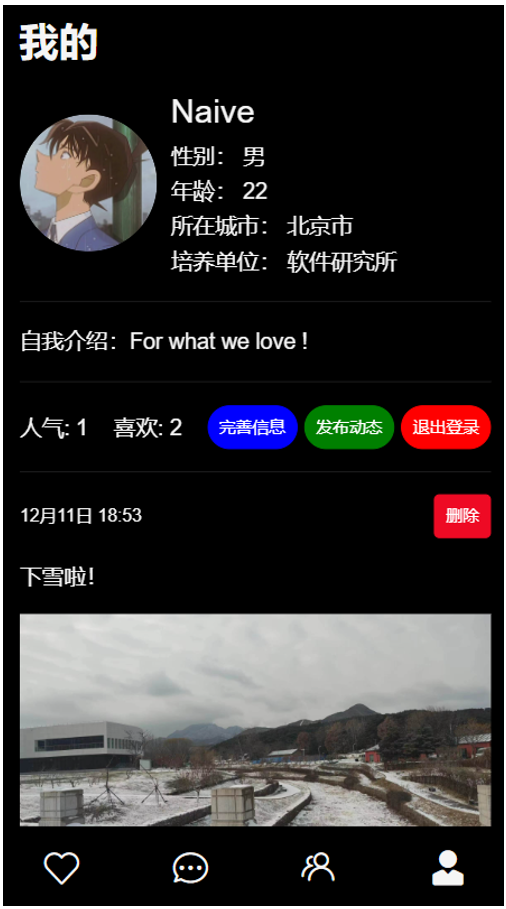 我的
Naive
性别： 男
年龄： 22
所在城市： 北京市
培养单位： 软件研究所
自我介绍：For what we love !
人气: 1 喜欢: 2 完善信息 发布动态 退出登录
12月11日 18:53 删除
下雪啦！